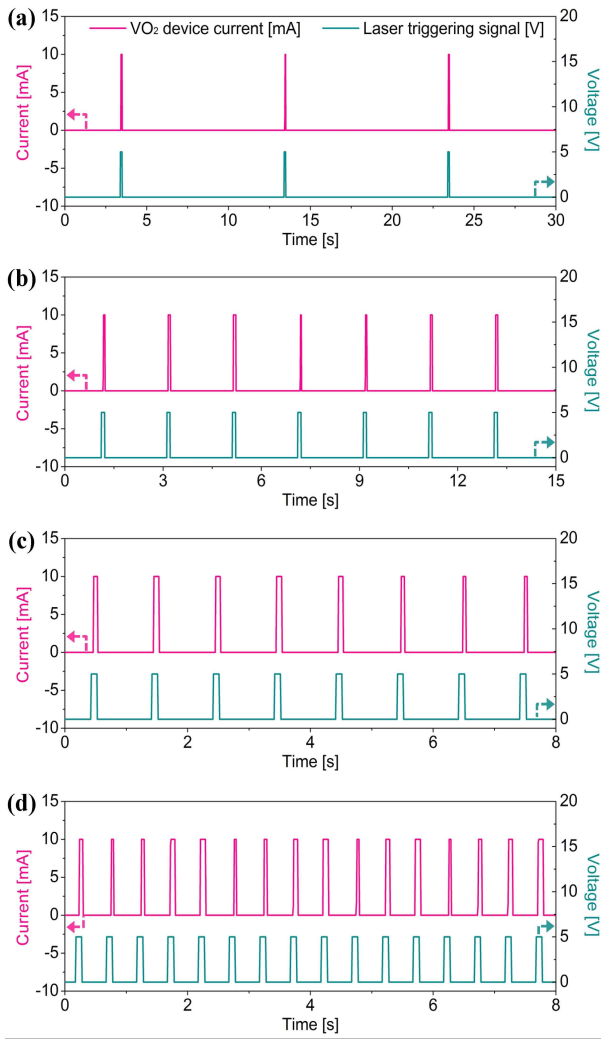 (a)
VO₂ device current [mA] Laser triggering signal [V]
15 20
10 15
5 10
0 5
-5 0
-10
Current [mA]
Voltage [V]
0 5 10 15 20 25 30
Time [s]
(b)
15 20
10 15
5 10
0 5
-5 0
-10
Current [mA]
Voltage [V]
0 3 6 9 12 15
Time [s]
(c)
15 20
10 15
5 10
0 5
-5 0
-10
Current [mA]
Voltage [V]
0 2 4 6 8
Time [s]
(d)
15 20
10 15
5 10
0 5
-5 0
-10
Current [mA]
Voltage [V]
0 2 4 6 8
Time [s]